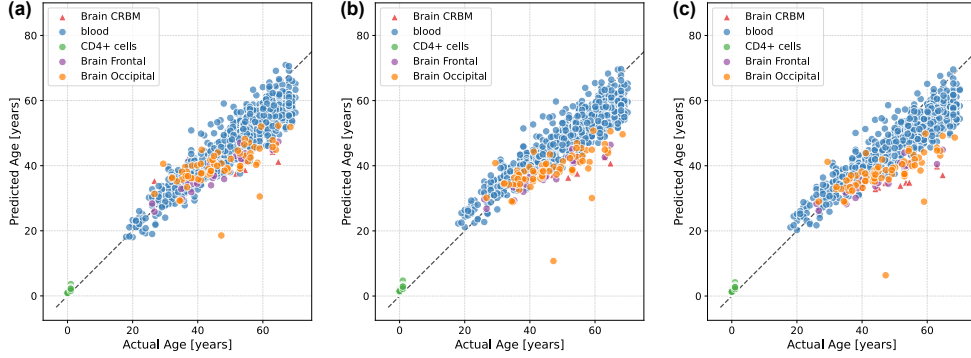 (a)
Brain CRBM
blood
CD4+ cells
Brain Frontal
Brain Occipital
Predicted Age [years]
80
60
40
20
0
0 20 40 60
Actual Age [years]
(b)
Brain CRBM
blood
CD4+ cells
Brain Frontal
Brain Occipital
Predicted Age [years]
80
60
40
20
0
0 20 40 60
Actual Age [years]
(c)
Brain CRBM
blood
CD4+ cells
Brain Frontal
Brain Occipital
Predicted Age [years]
80
60
40
20
0
0 20 40 60
Actual Age [years]